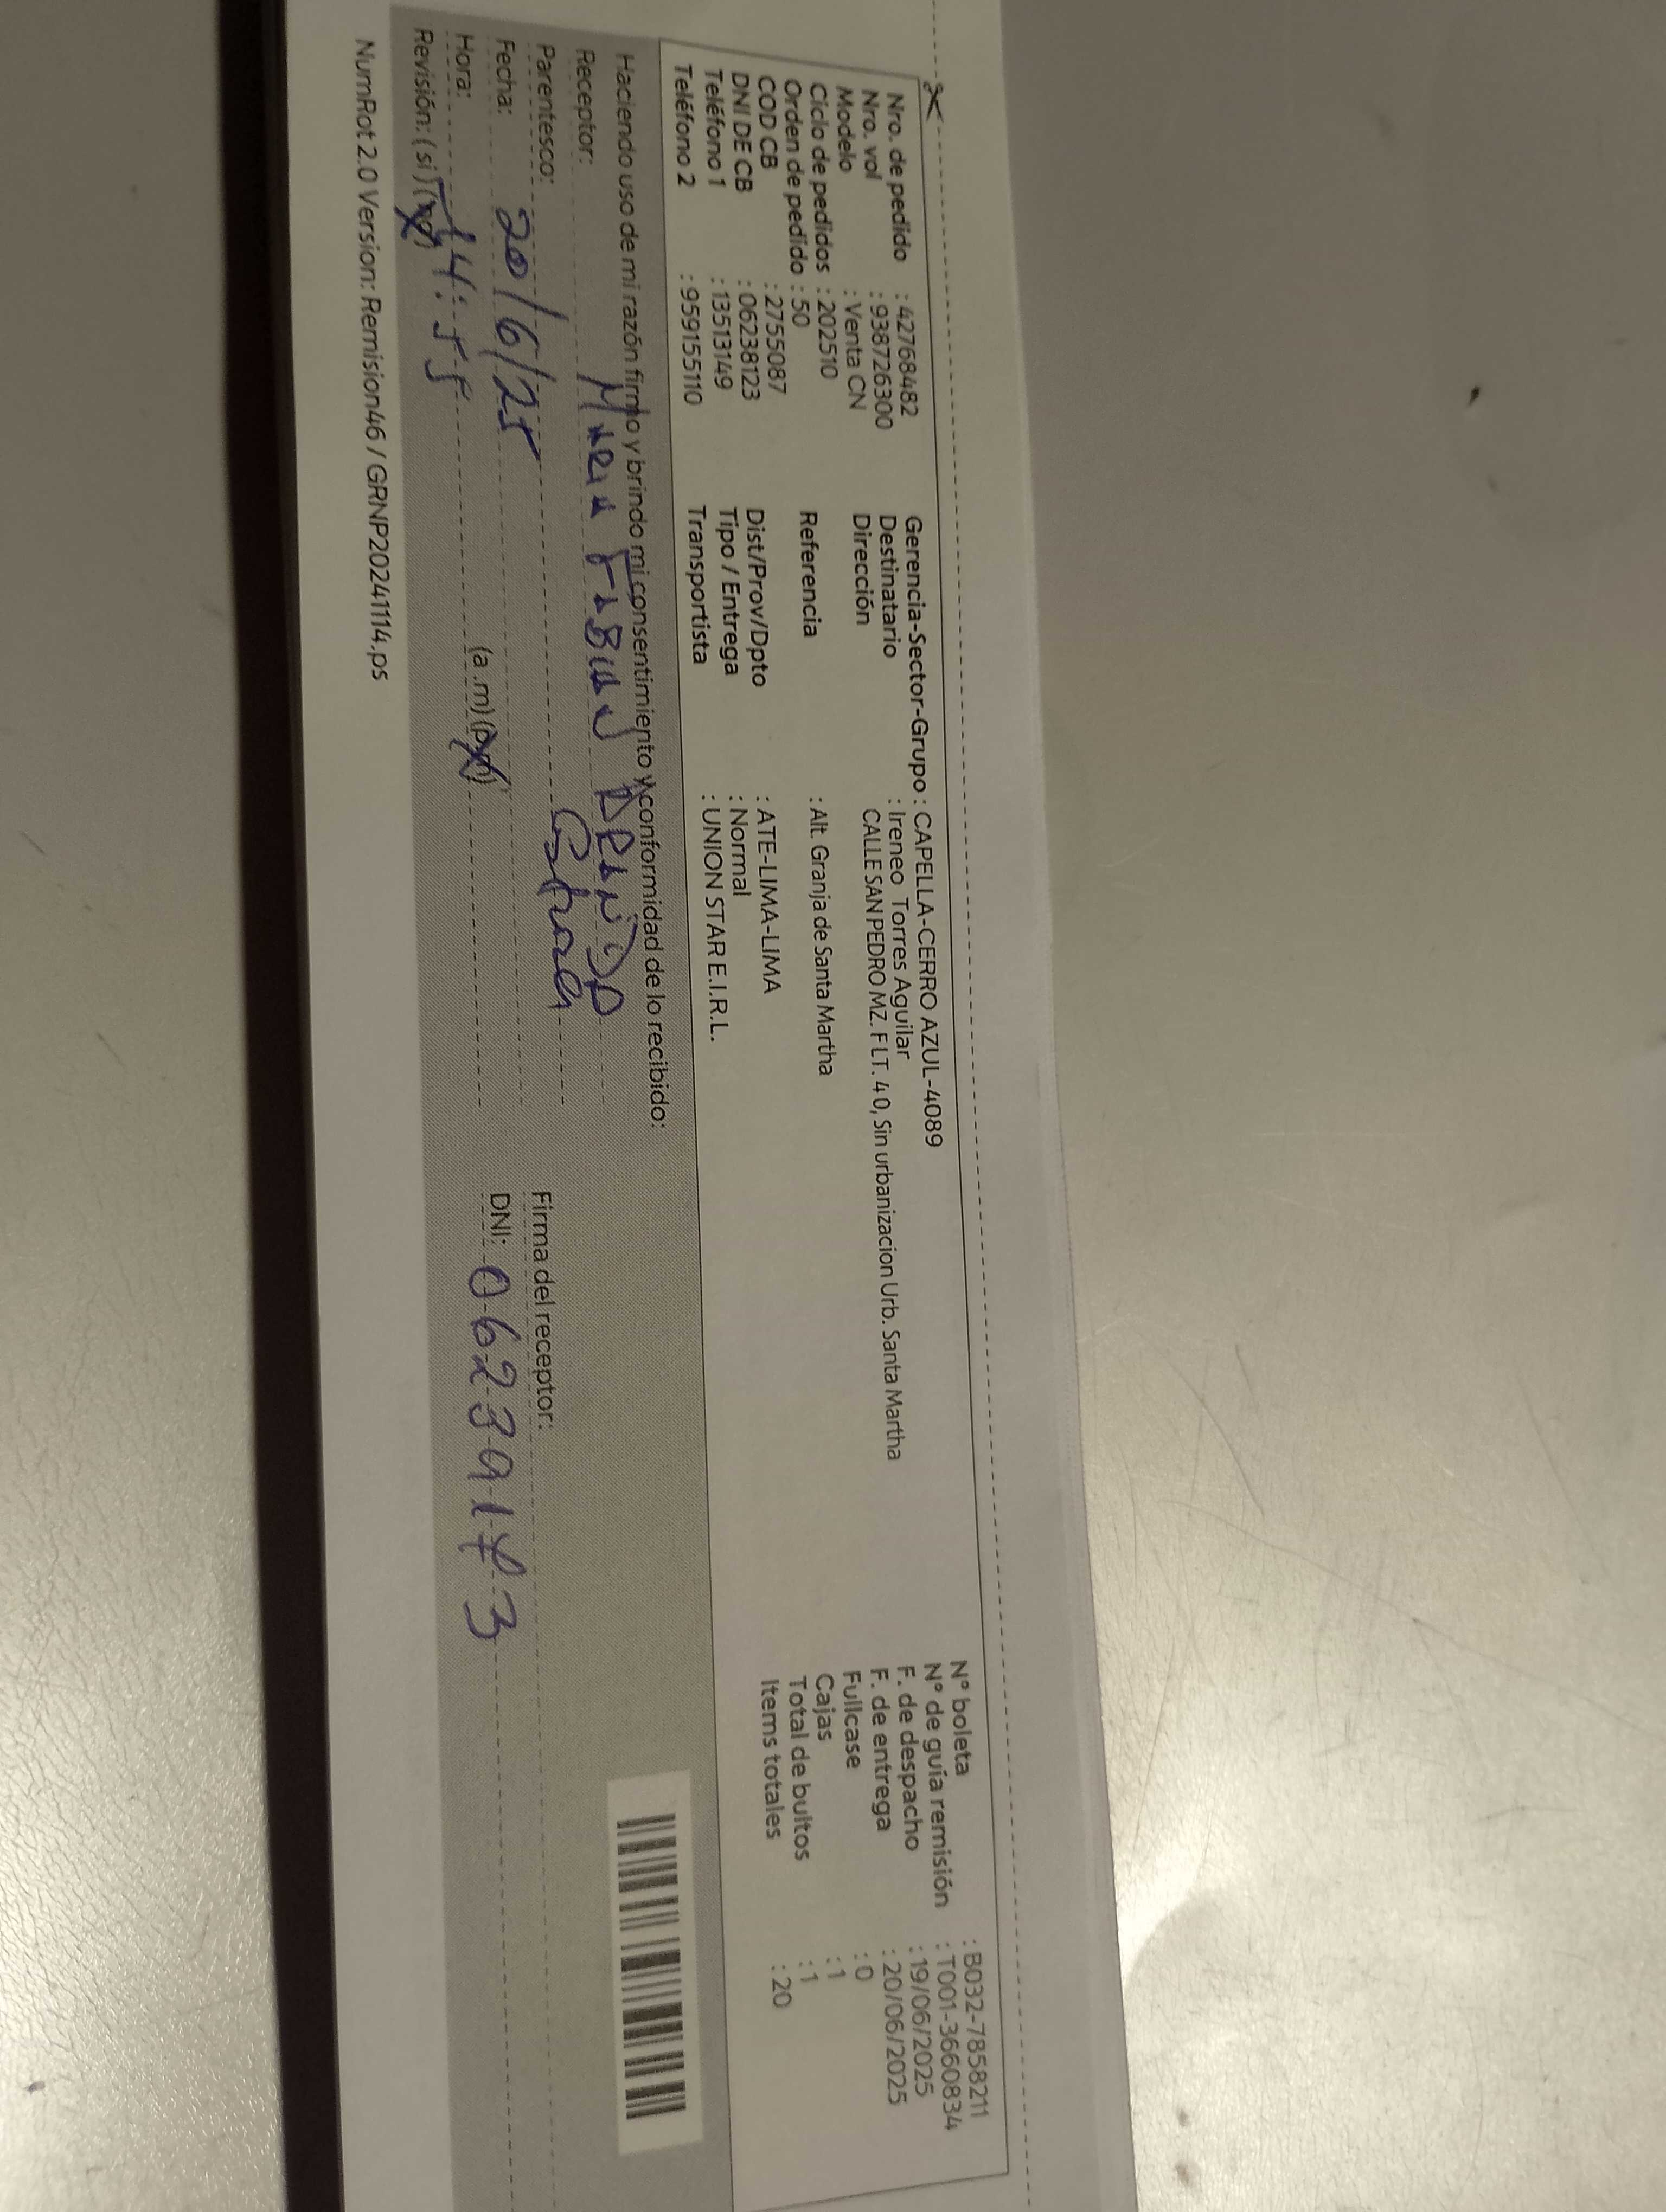 Nro. de pedido : 42768482
Nro. vol : 938726300
Modelo : Venta CN
Ciclo de pedidos : 202510
Orden de pedido : 50
COD CB : 2755087
DNI DE CB : 06238123
Teléfono 1 : 13513149
Teléfono 2 : 959155110
Gerencia-Sector-Grupo : CAPELLA-CERRO AZUL-4089
Destinatario : Ireneo Torres Aguilar
Dirección CALLE SAN PEDRO MZ. F LT. 4 0, Sin urbanizacion Urb. Santa Martha
Referencia : Alt. Granja de Santa Martha
Dist/Prov/Dpto : ATE-LIMA-LIMA
Tipo / Entrega : Normal
Transportista : UNION STAR E.I.R.L.
N° boleta : B032-7858211
N° de guía remisión : T001-3660834
F. de despacho : 19/06/2025
F. de entrega : 20/06/2025
Fullcase : 0
Cajas : 1
Total de bultos : 1
Items totales : 20
Haciendo uso de mi razón firmo y brindo mi consentimiento y conformidad de lo recibido:
Receptor: MARIA FABIAN
Parentesco:
Fecha: 20/6/25
Hora: 14:55 (a.m) (p.m)
Revisión: (si) (no)
Firma del receptor:
DNI: 06239173
NumRot 2.0 Version: Remision46 / GRNP20241114.ps